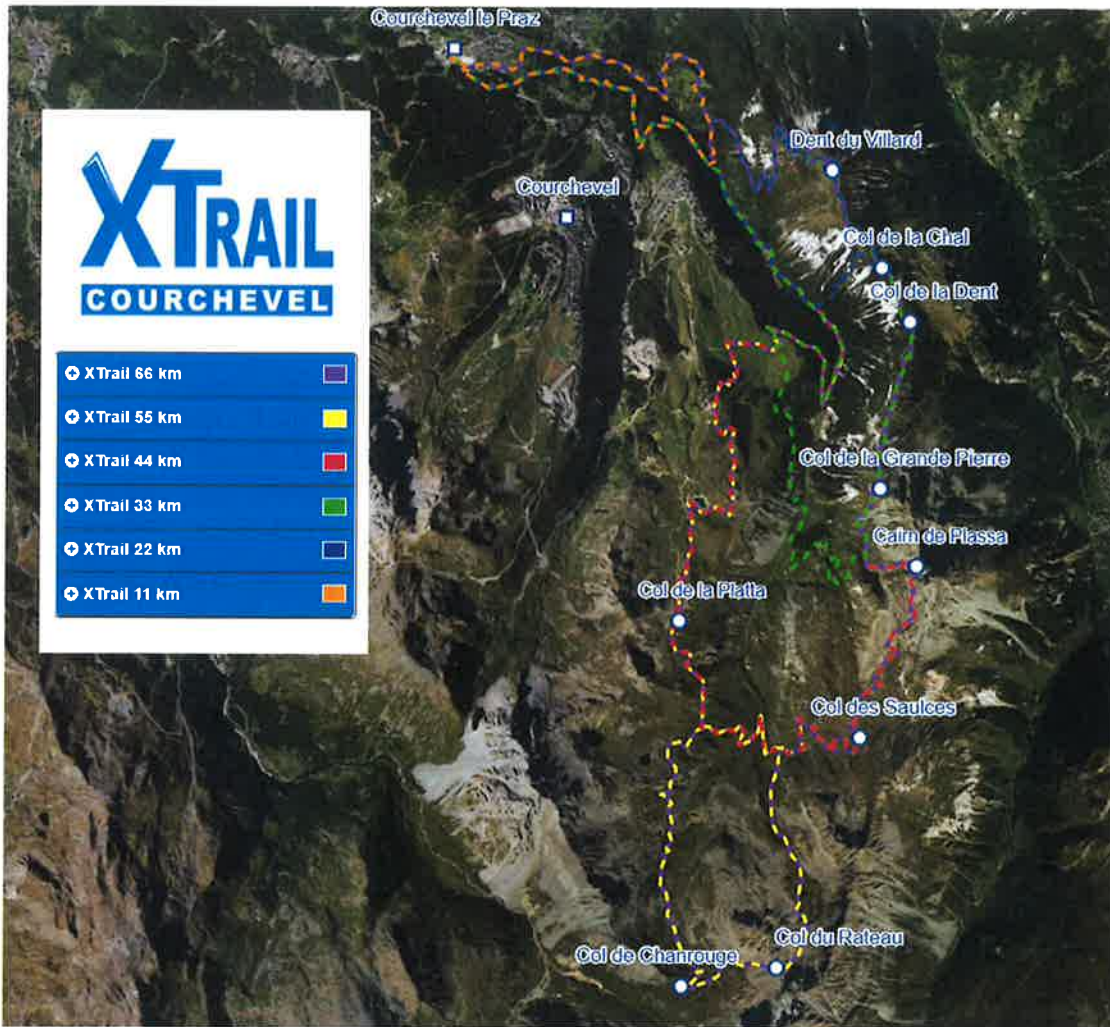 Courchevel le Praz
XTRAIL
COURCHEVEL
XTrail 66 km
XTrail 55 km
XTrail 44 km
XTrail 33 km
XTrail 22 km
XTrail 11 km
Dent du Villard
Courchevel
Col de la Chal
Col de la Dent
Col de la Grande Pierre
Cairn de Plassa
Col de la Platta
Col des Saulces
Col du Rateau
Col de Chanrouge